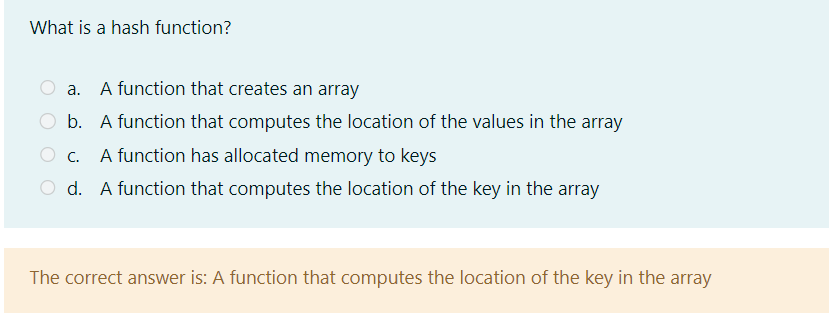 What is a hash function?
a. A function that creates an array
b. A function that computes the location of the values in the array
c. A function has allocated memory to keys
d. A function that computes the location of the key in the array
The correct answer is: A function that computes the location of the key in the array